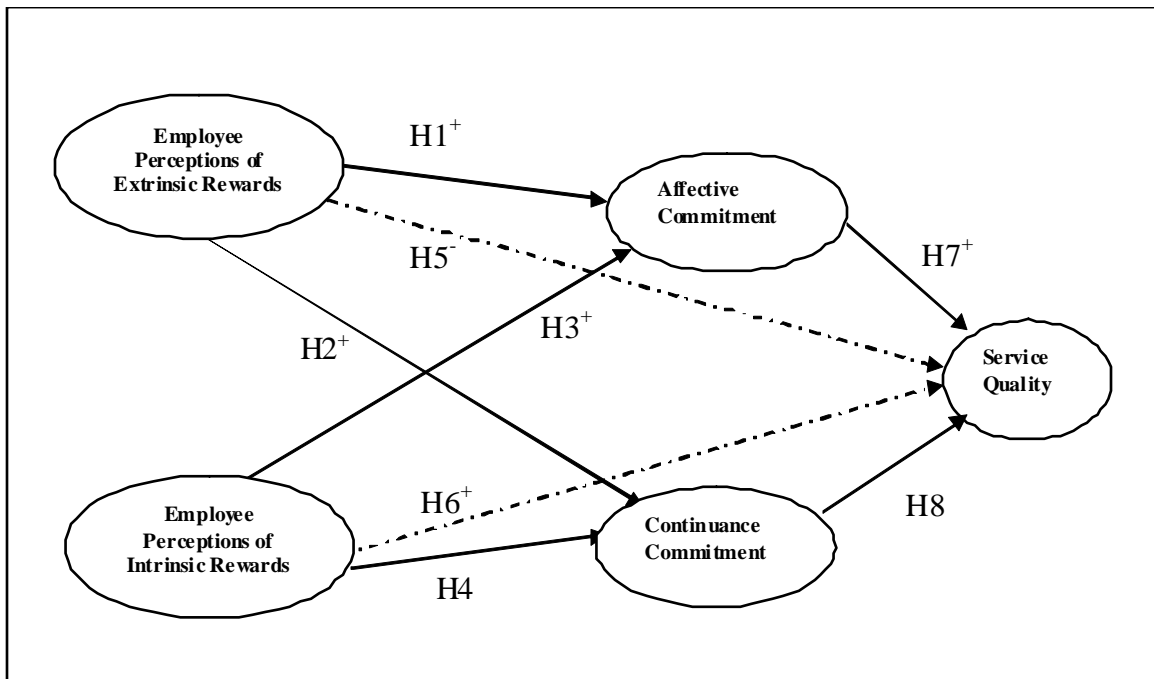 Employee
Perceptions of
Extrinsic Rewards
H1+
Affective
Commitment
H5-
H7+
H3+
H2+
Service
Quality
Employee
Perceptions of
Intrinsic Rewards
H6+
H4
Continuance
Commitment
H8